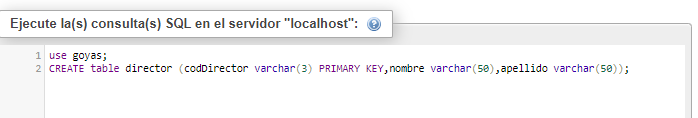 Ejecute la(s) consulta(s) SQL en el servidor "localhost":
1 use goyas;
2 CREATE table director (codDirector varchar(3) PRIMARY KEY,nombre varchar(50),apellido varchar(50));